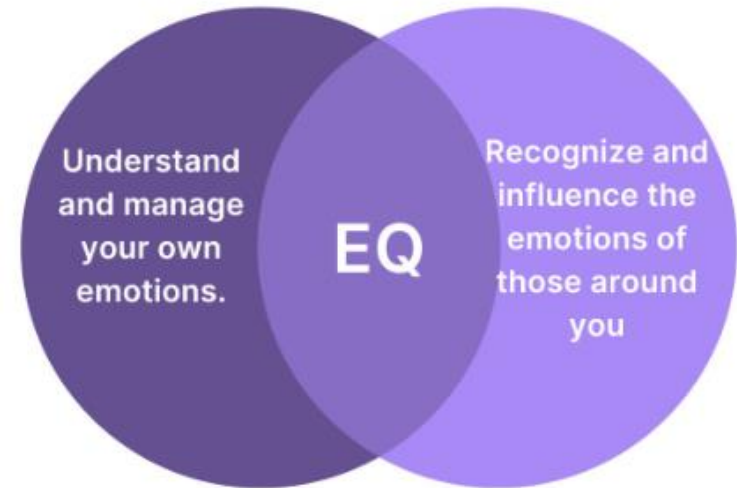 Understand
and manage
your own
emotions.
EQ
Recognize and
influence the
emotions of
those around
you